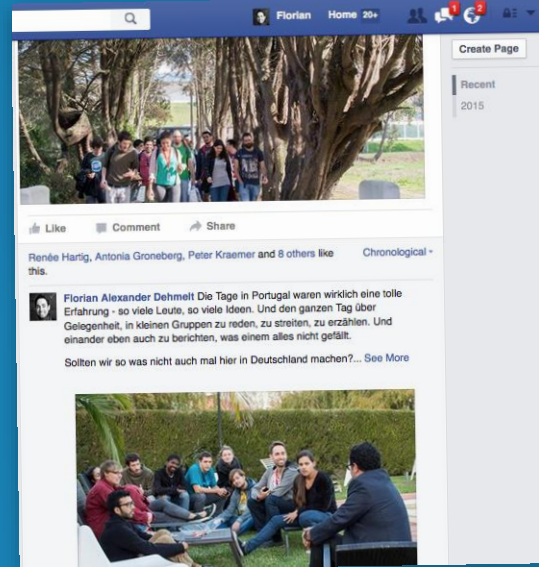 Florian Home 20+ 1 2
Create Page
Recent
2015
Like Comment Share
Renée Hartig, Antonia Groneberg, Peter Kraemer and 8 others like
this.
Chronological
Florian Alexander Dehmelt Die Tage in Portugal waren wirklich eine tolle
Erfahrung - so viele Leute, so viele Ideen. Und den ganzen Tag über
Gelegenheit, in kleinen Gruppen zu reden, zu streiten, zu erzählen. Und
einander eben auch zu berichten, was einem alles nicht gefällt.
Sollten wir so was nicht auch mal hier in Deutschland machen?... See More